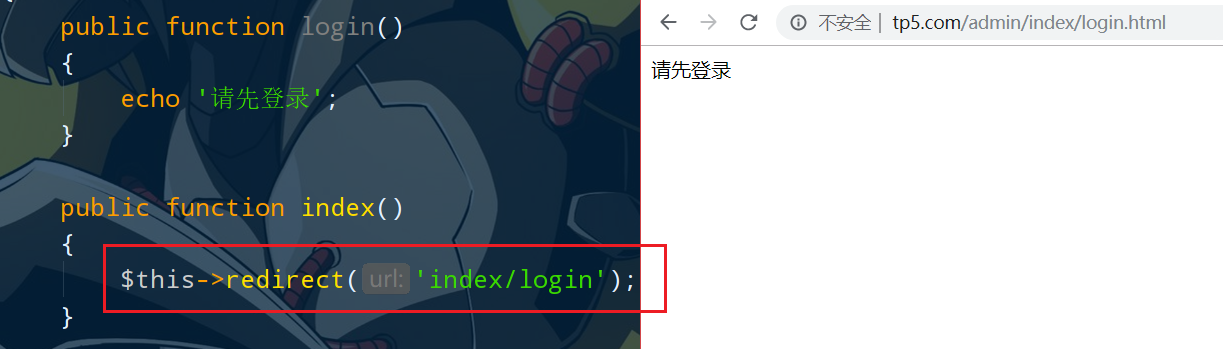 public function login()
{
echo '请先登录';
}
public function index()
{
$this->redirect( url: 'index/login');
}
不安全 | tp5.com/admin/index/login.html
请先登录